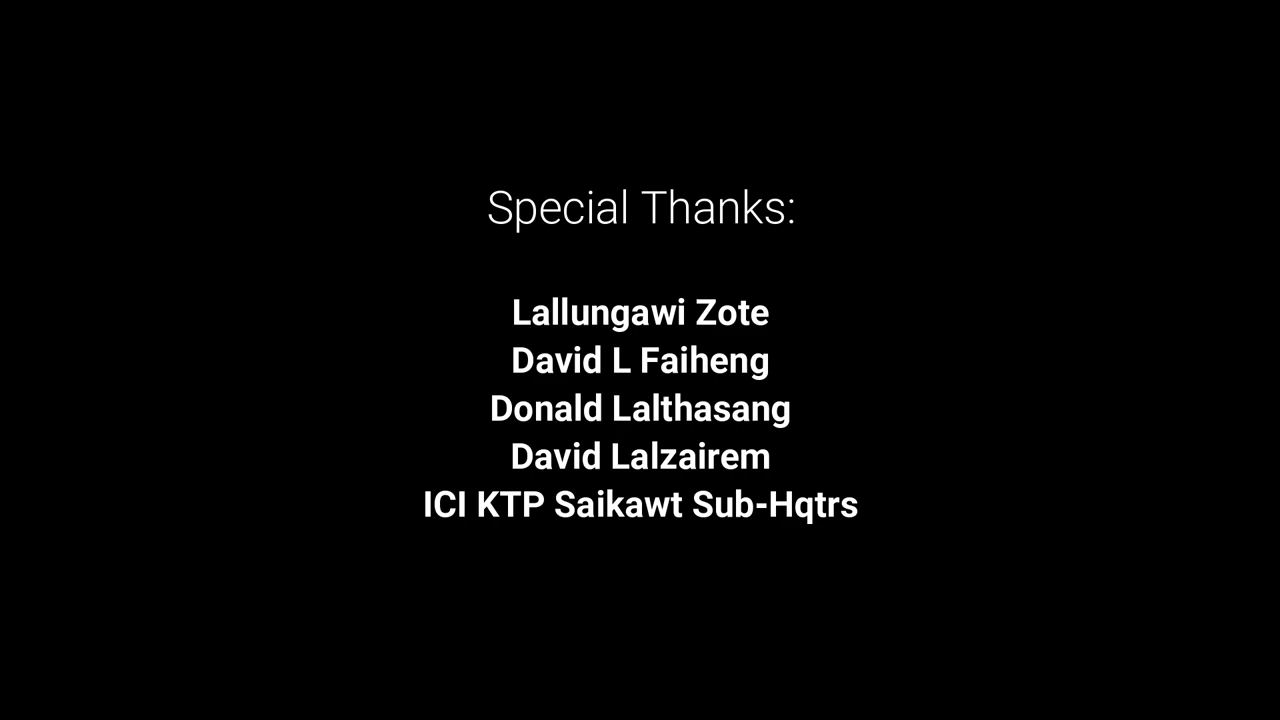 Special Thanks:
Lallungawi Zote
David L Faiheng
Donald Lalthasang
David Lalzairem
ICI KTP Saikawt Sub-Hqtrs